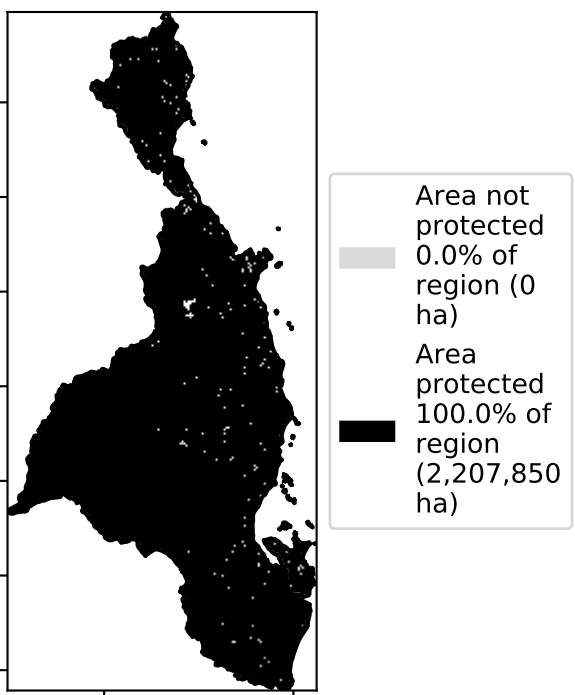 Area not
protected
0.0% of
region (0
ha)
Area
protected
100.0% of
region
(2,207,850
ha)